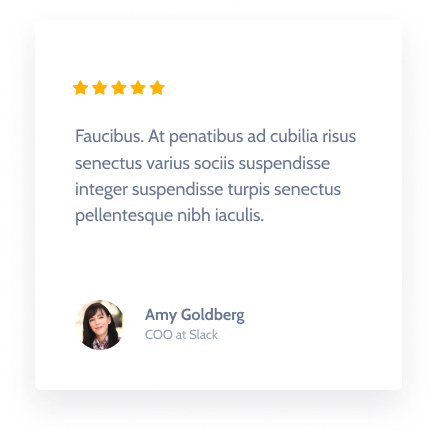 Faucibus. At penatibus ad cubilia risus
senectus varius sociis suspendisse
integer suspendisse turpis senectus
pellentesque nibh iaculis.
Amy Goldberg
COO at Slack